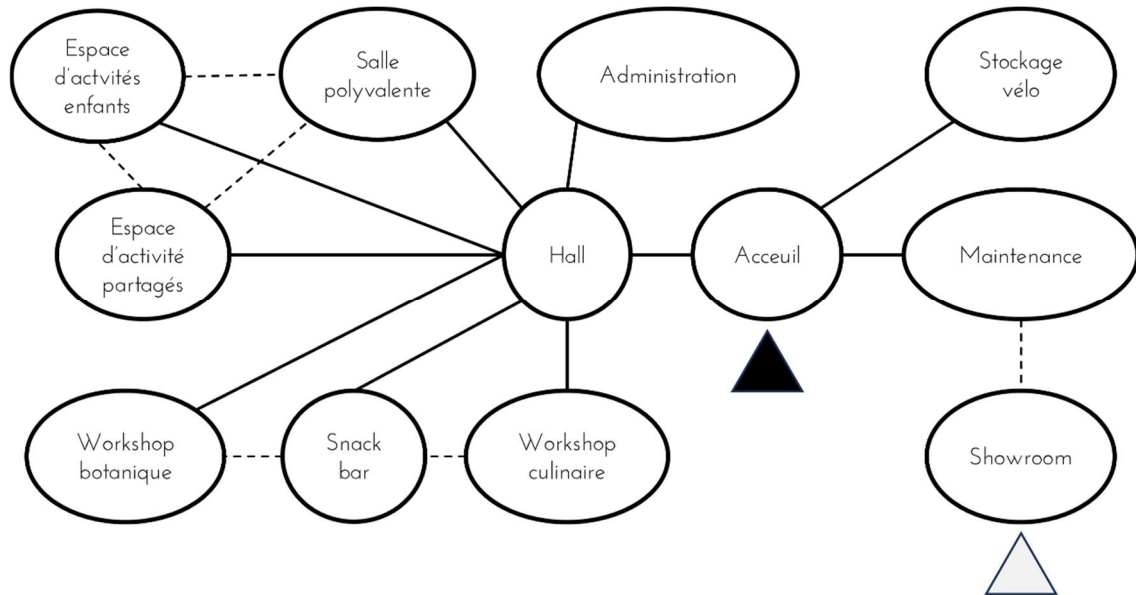 Espace
d'actvités
enfants
Salle
polyvalente
Administration
Stockage
vélo
Espace
d'activité
partagés
Hall
Acceuil
Maintenance
Workshop
botanique
Snack
bar
Workshop
culinaire
Showroom